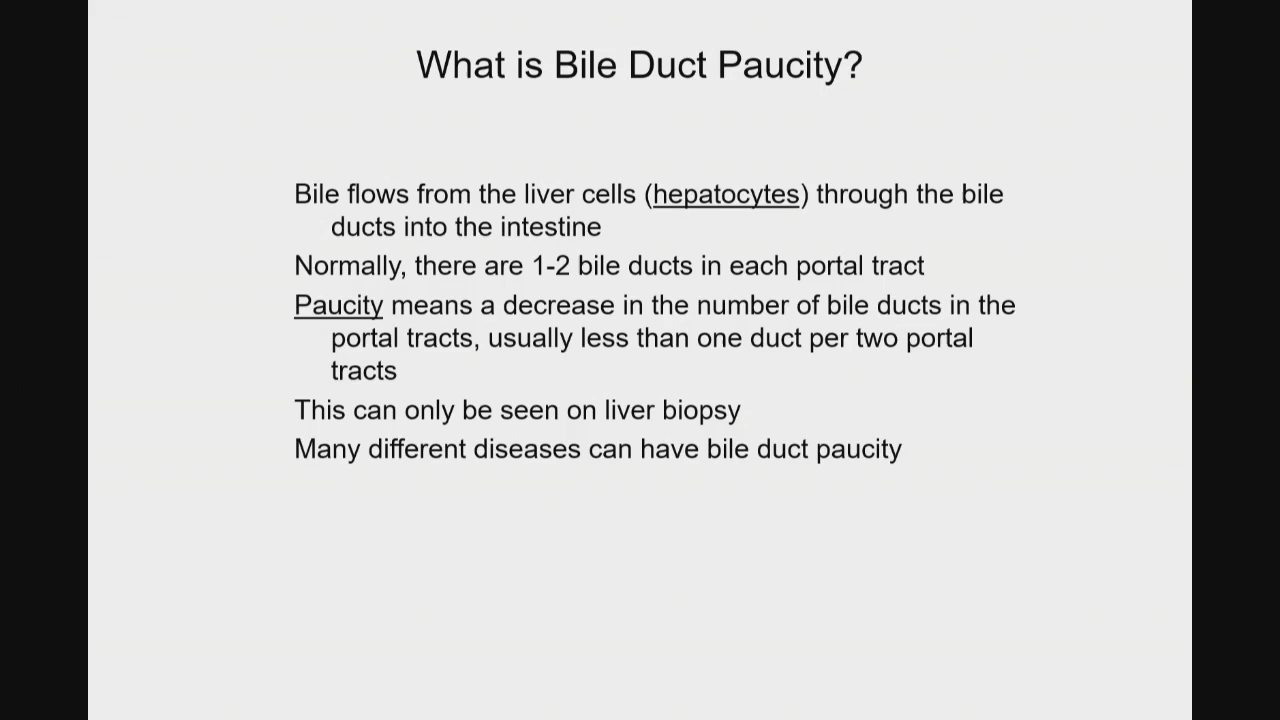 What is Bile Duct Paucity?
Bile flows from the liver cells (hepatocytes) through the bile
ducts into the intestine
Normally, there are 1-2 bile ducts in each portal tract
Paucity means a decrease in the number of bile ducts in the
portal tracts, usually less than one duct per two portal
tracts
This can only be seen on liver biopsy
Many different diseases can have bile duct paucity